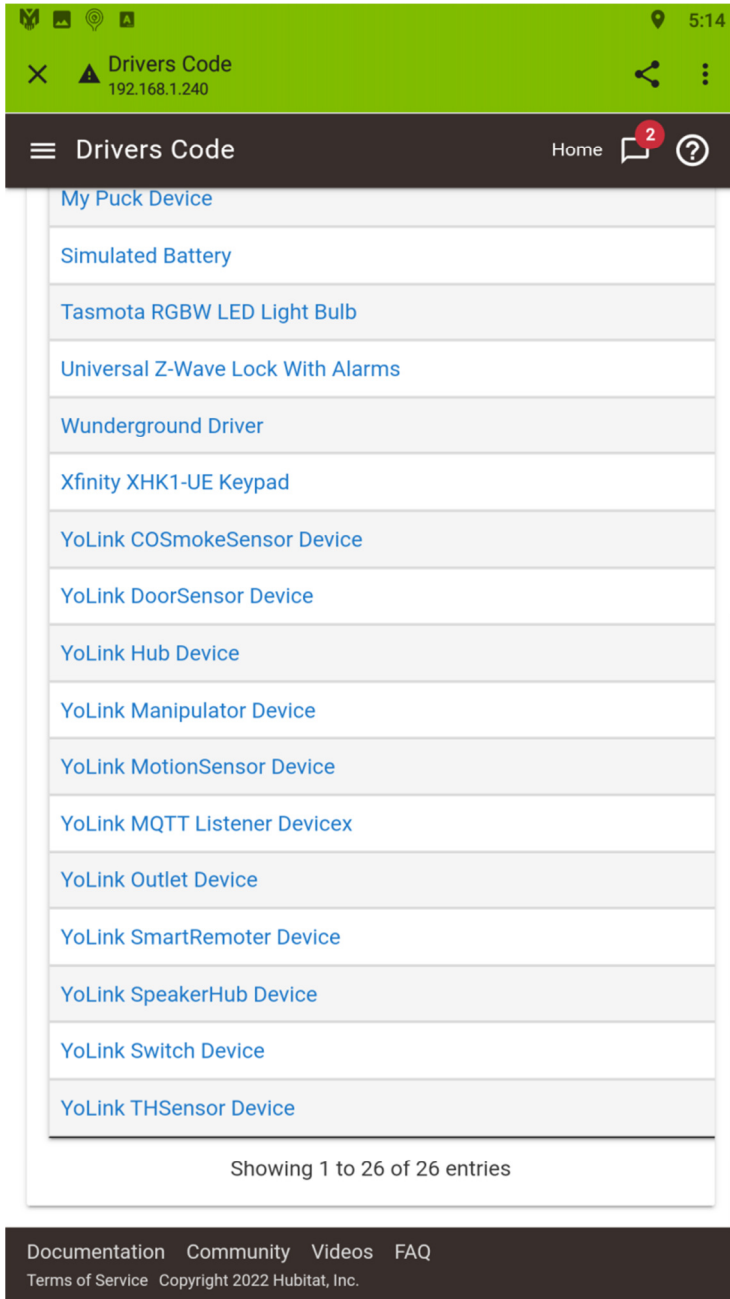 5:14
Drivers Code
192.168.1.240
Drivers Code Home 2
My Puck Device
Simulated Battery
Tasmota RGBW LED Light Bulb
Universal Z-Wave Lock With Alarms
Wunderground Driver
Xfinity XHK1-UE Keypad
YoLink COSmokeSensor Device
YoLink DoorSensor Device
YoLink Hub Device
YoLink Manipulator Device
YoLink MotionSensor Device
YoLink MQTT Listener Devicex
YoLink Outlet Device
YoLink SmartRemoter Device
YoLink SpeakerHub Device
YoLink Switch Device
YoLink THSensor Device
Showing 1 to 26 of 26 entries
Documentation Community Videos FAQ
Terms of Service Copyright 2022 Hubitat, Inc.